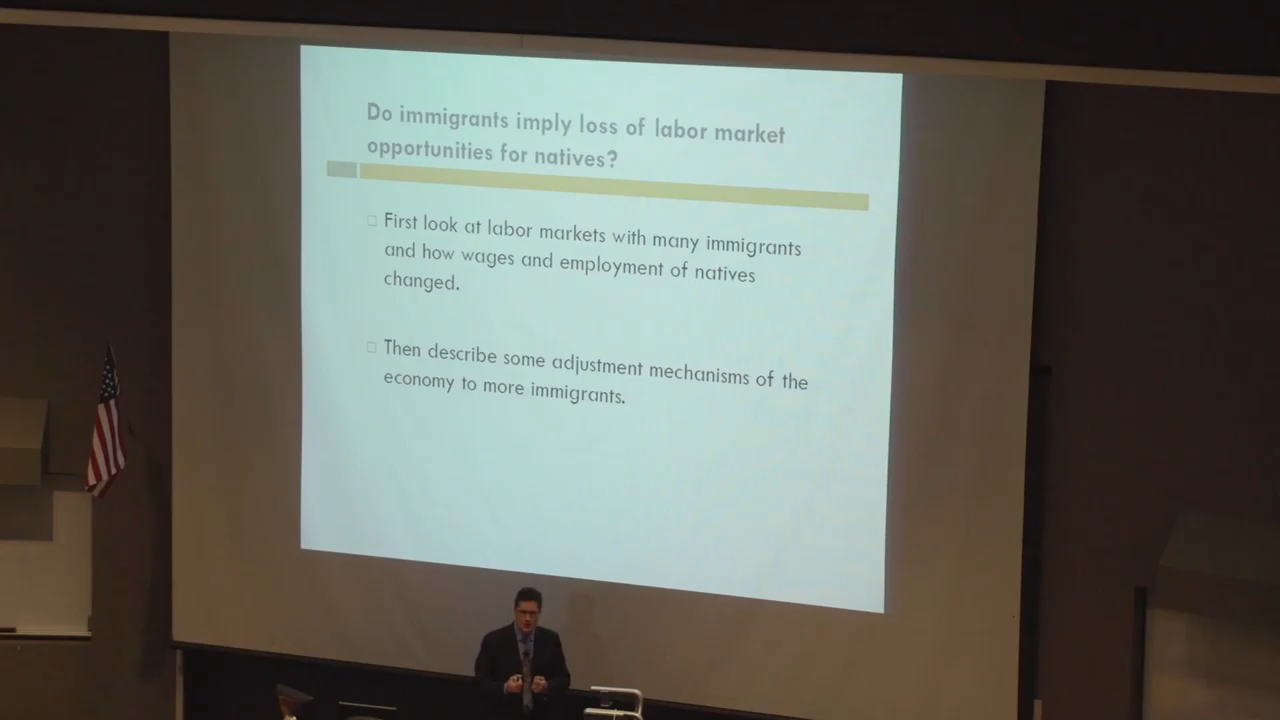 Do immigrants imply loss of labor market
opportunities for natives?
First look at labor markets with many immigrants
and how wages and employment of natives
changed.
Then describe some adjustment mechanisms of the
economy to more immigrants.